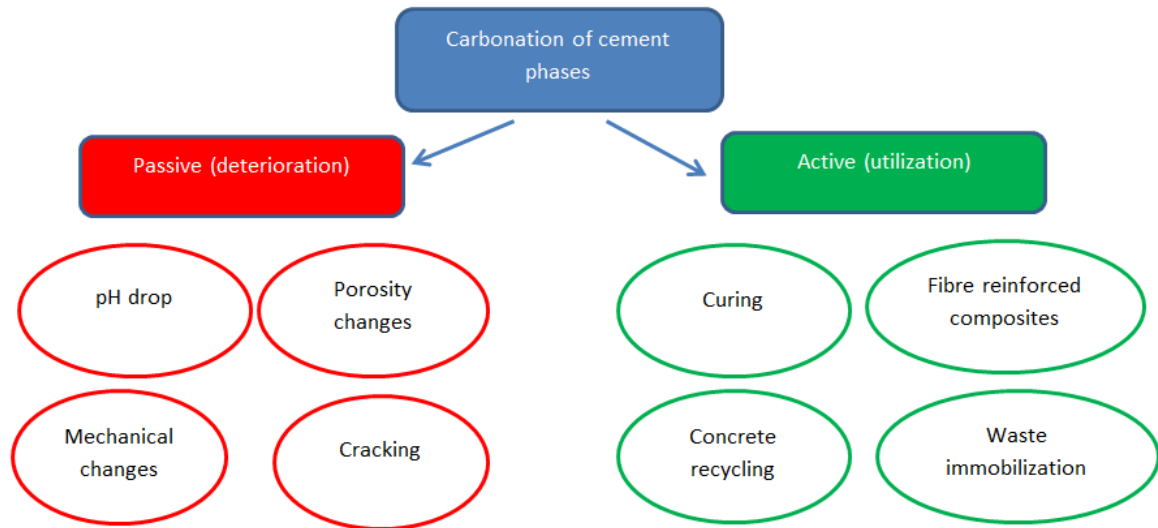 Carbonation of cement
phases
Passive (deterioration)
Active (utilization)
pH drop
Porosity
changes
Curing
Fibre reinforced
composites
Mechanical
changes
Cracking
Concrete
recycling
Waste
immobilization